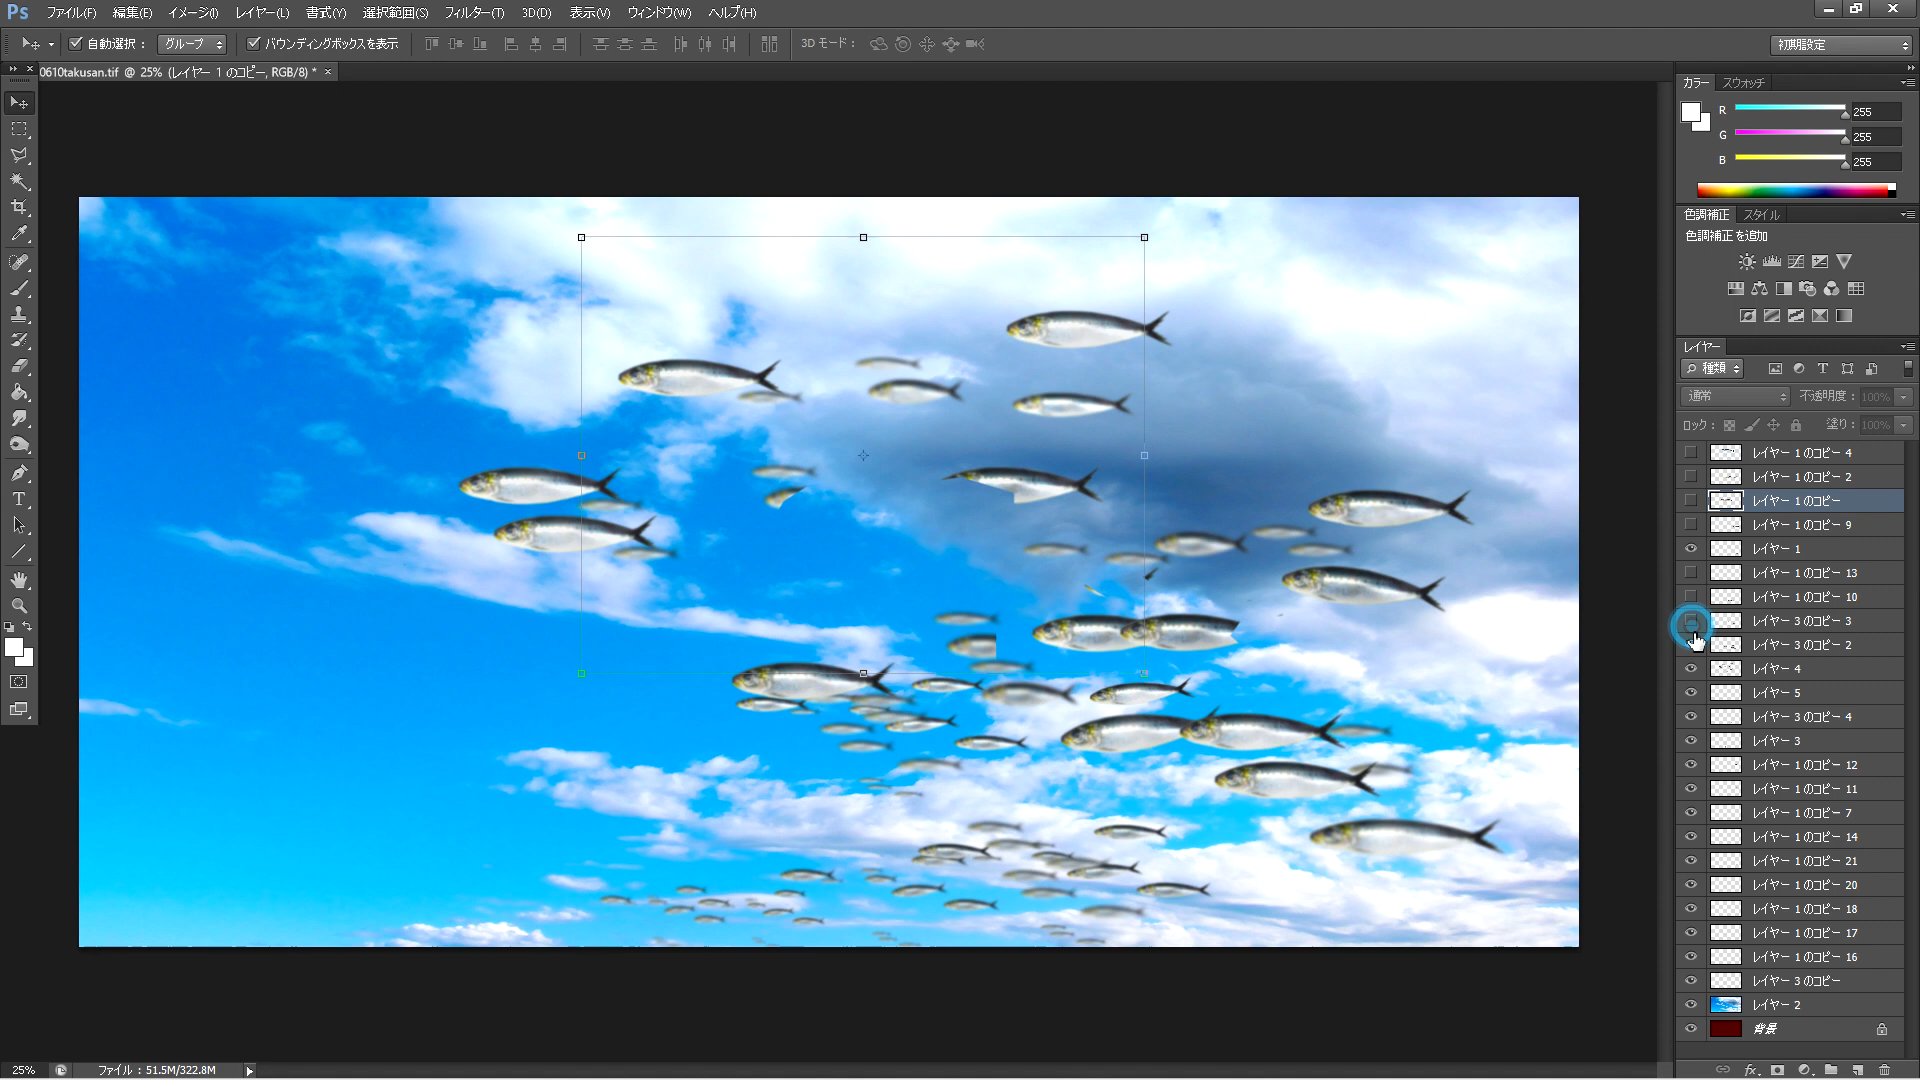 Ps ファイル(F) 編集(E) イメージ(I) レイヤー(L) 書式(Y) 選択範囲(S) フィルター(T) 3D(D) 表示(V) ウィンドウ(W) ヘルプ(H)
自動選択： グループ バウンディングボックスを表示 3D モード： 初期設定
0610takusan.tif @ 25% (レイヤー 1 のコピー, RGB/8) * ×
カラー スウォッチ
R 255
G 255
B 255
色調補正 スタイル
色調補正を追加
レイヤー
種類
通常 不透明度： 100%
ロック： 塗り： 100%
レイヤー 1 のコピー 4
レイヤー 1 のコピー 2
レイヤー 1 のコピー
レイヤー 1 のコピー 9
レイヤー 1
レイヤー 1 のコピー 13
レイヤー 1 のコピー 10
レイヤー 3 のコピー 3
レイヤー 3 のコピー 2
レイヤー 4
レイヤー 5
レイヤー 3 のコピー 4
レイヤー 3
レイヤー 1 のコピー 12
レイヤー 1 のコピー 11
レイヤー 1 のコピー 7
レイヤー 1 のコピー 14
レイヤー 1 のコピー 21
レイヤー 1 のコピー 20
レイヤー 1 のコピー 18
レイヤー 1 のコピー 17
レイヤー 1 のコピー 16
レイヤー 3 のコピー
レイヤー 2
背景
fx
25% ファイル：51.5M/322.8M